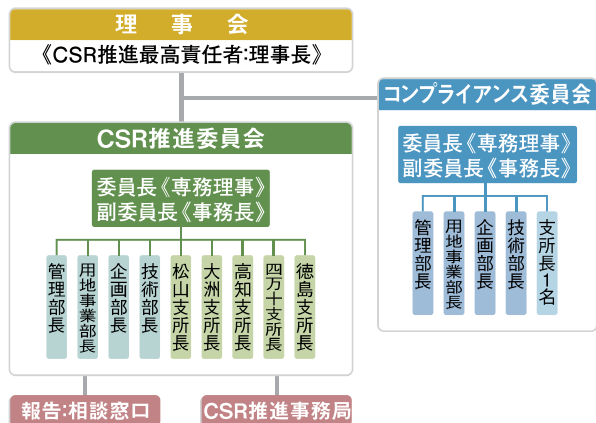 理事会
《CSR推進最高責任者:理事長》
コンプライアンス委員会
委員長《専務理事》
副委員長《事務長》
管理部長
用地事業部長
企画部長
技術部長
支所長1名
CSR推進委員会
委員長《専務理事》
副委員長《事務長》
管理部長
用地事業部長
企画部長
技術部長
松山支所長
大洲支所長
高知支所長
四万十支所長
徳島支所長
報告:相談窓口
CSR推進事務局